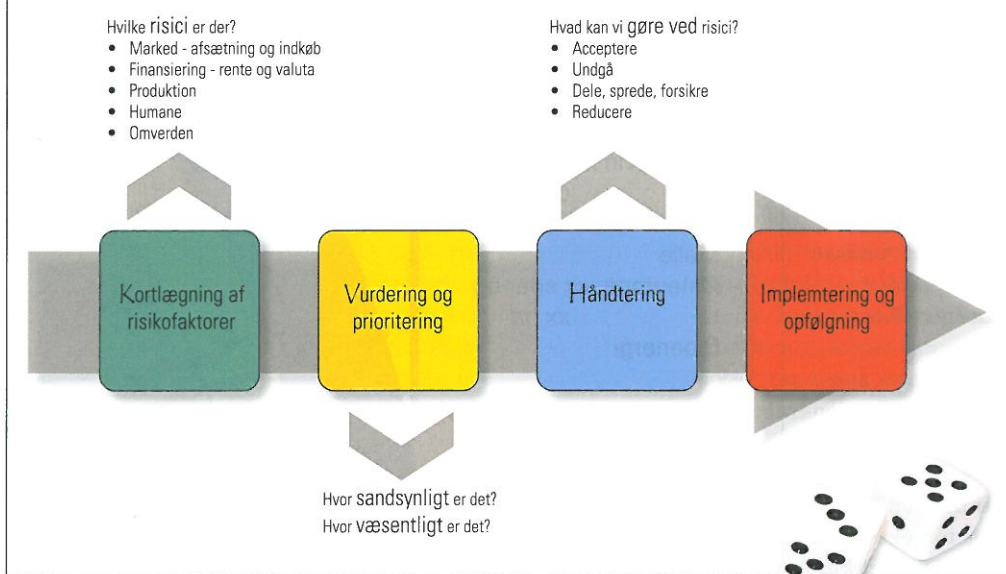 Hvilke risici er der?
• Marked - afsætning og indkøb
• Finansiering - rente og valuta
• Produktion
• Humane
• Omverden
Hvad kan vi gøre ved risici?
• Acceptere
• Undgå
• Dele, sprede, forsikre
• Reducere
Kortlægning af
risikofaktorer
Vurdering og
prioritering
Håndtering
Implemtering og
opfølgning
Hvor sandsynligt er det?
Hvor væsentligt er det?